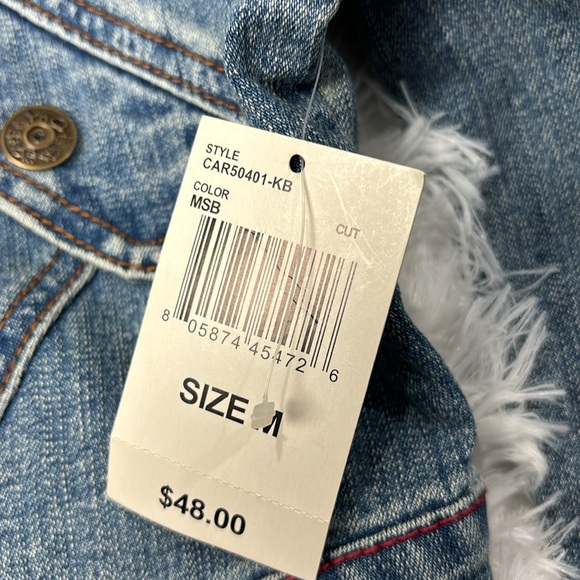 STYLE
CAR50401-KB
COLOR
MSB
CUT
8 05874 45472 6
SIZE M
$48.00